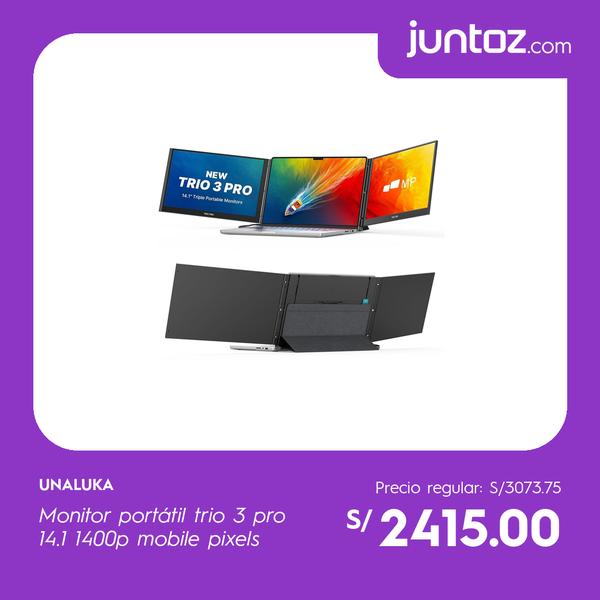 juntoz.com
NEW
TRIO 3 PRO
14.1" Triple Portable Monitors
MP
UNALUKA
Monitor portátil trio 3 pro
14.1 1400p mobile pixels
Precio regular: S/3073.75
S/ 2415.00